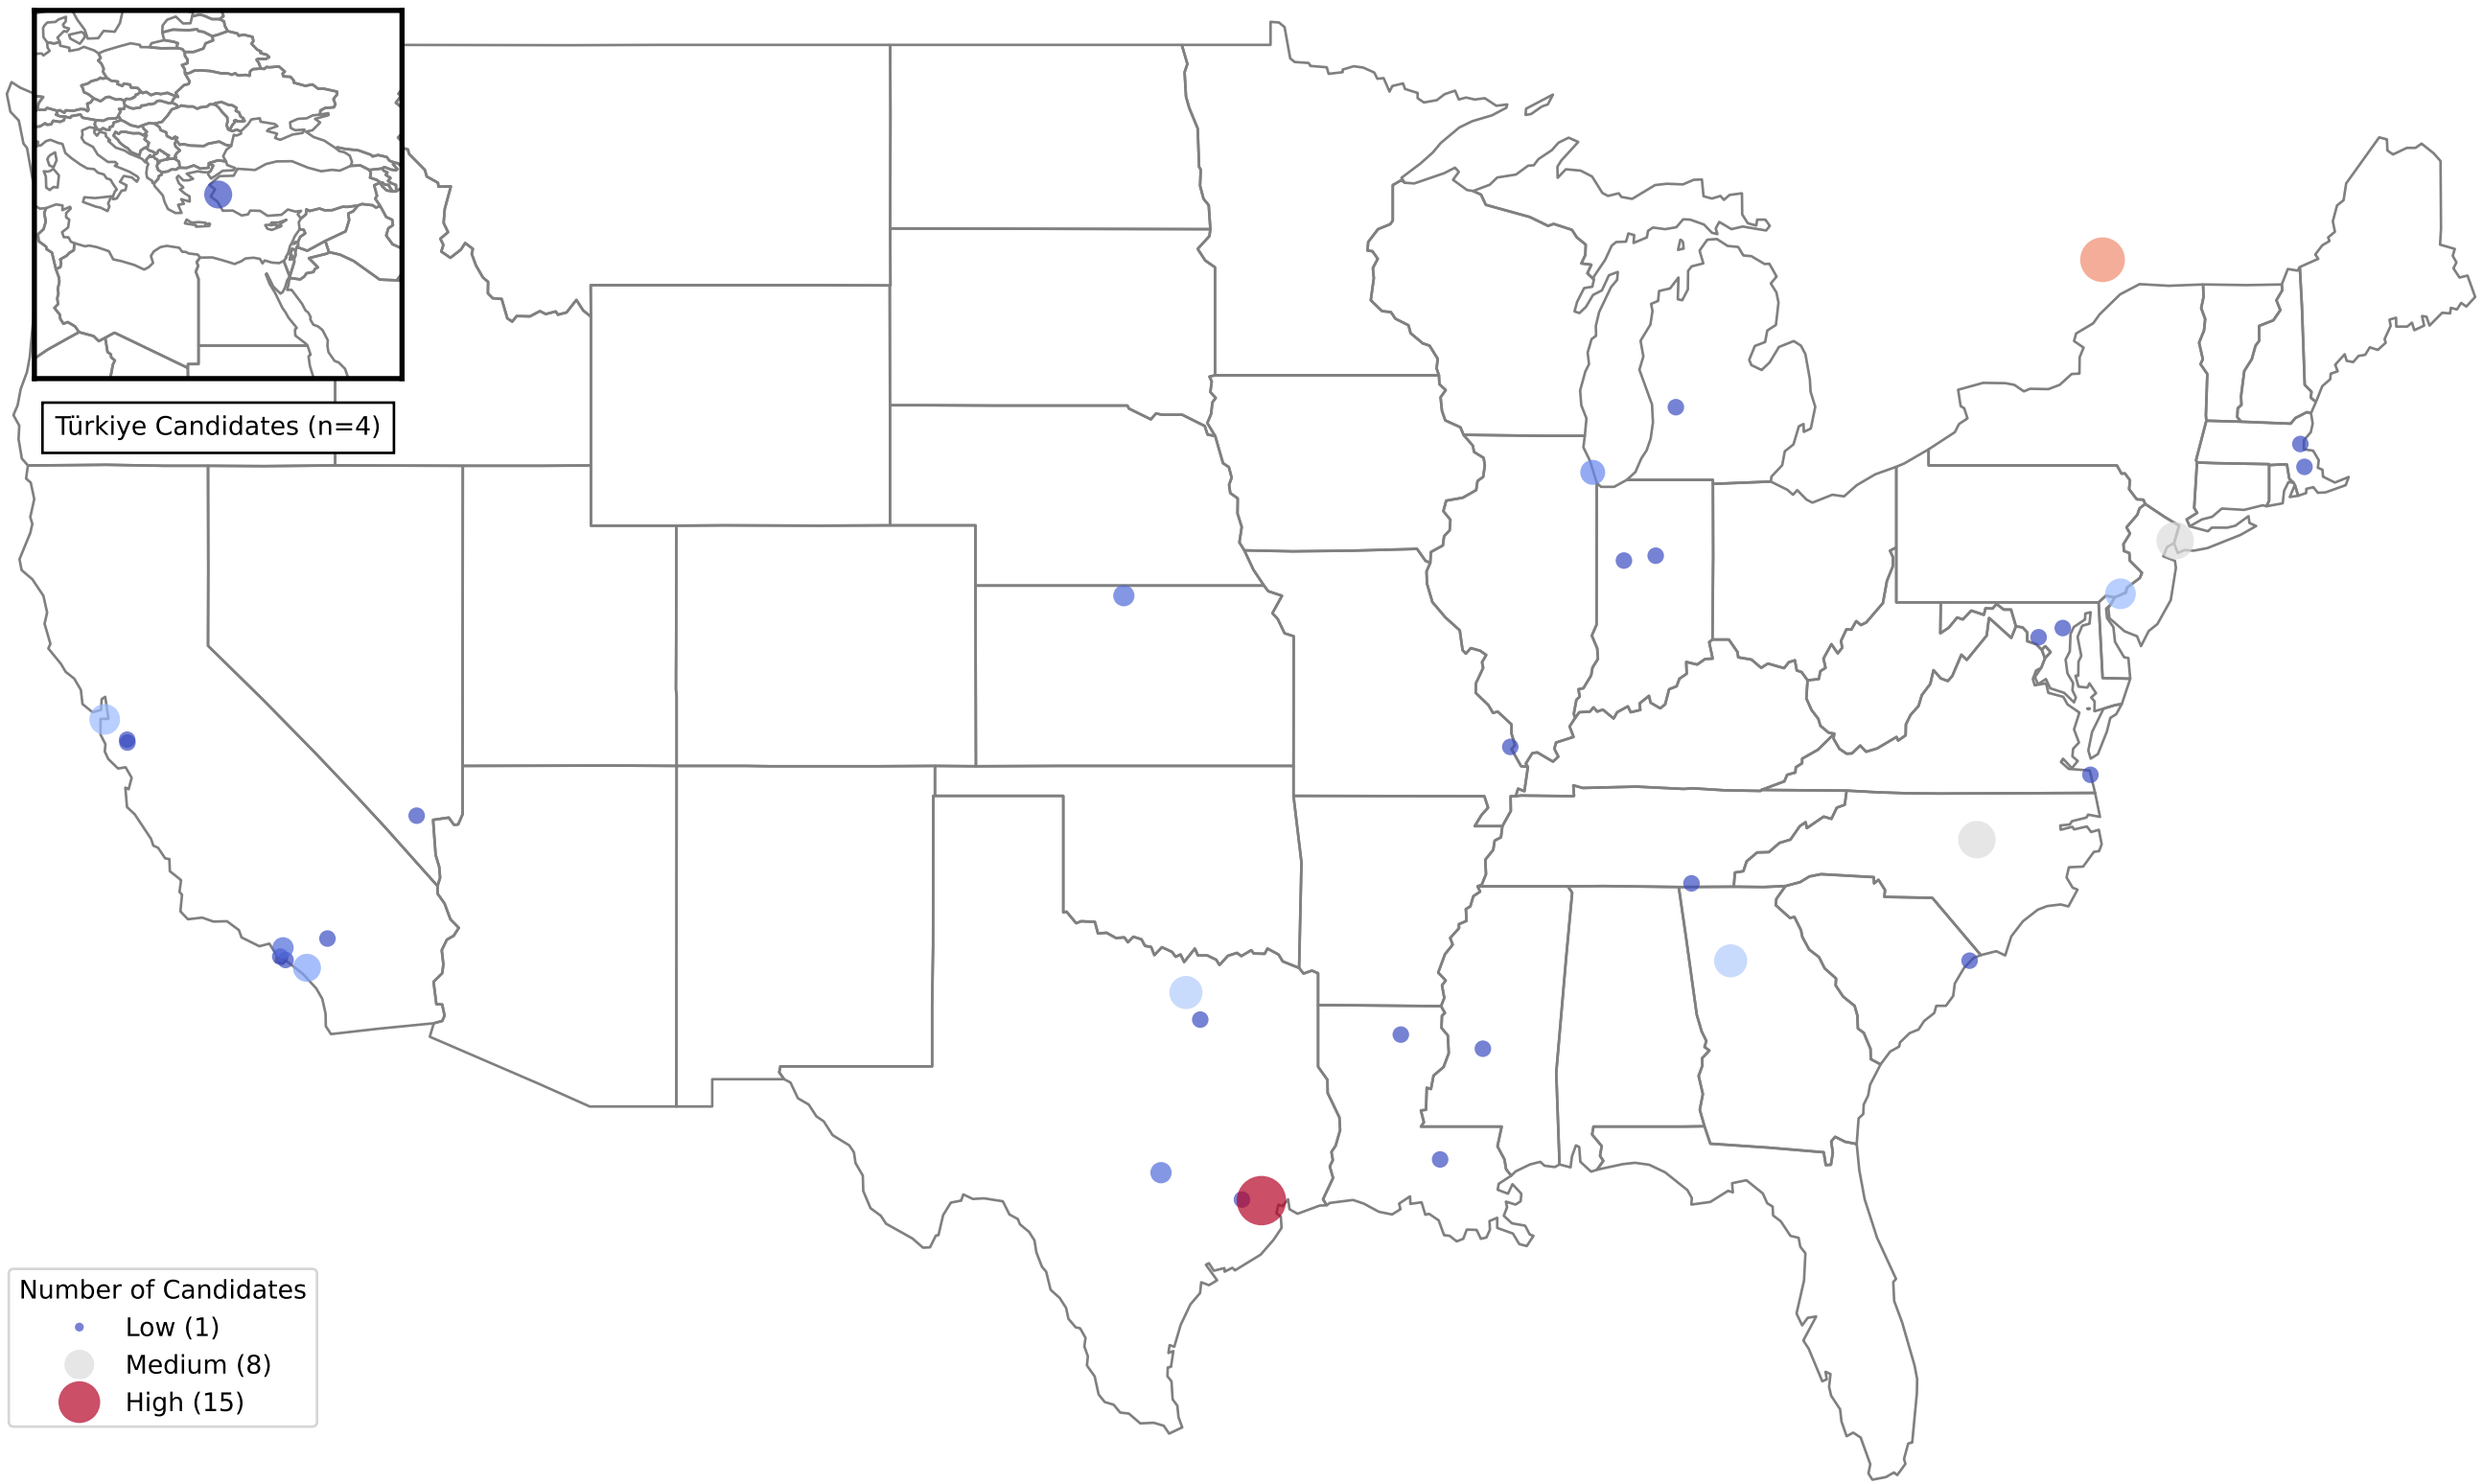 Türkiye Candidates (n=4)
Number of Candidates
Low (1)
Medium (8)
High (15)